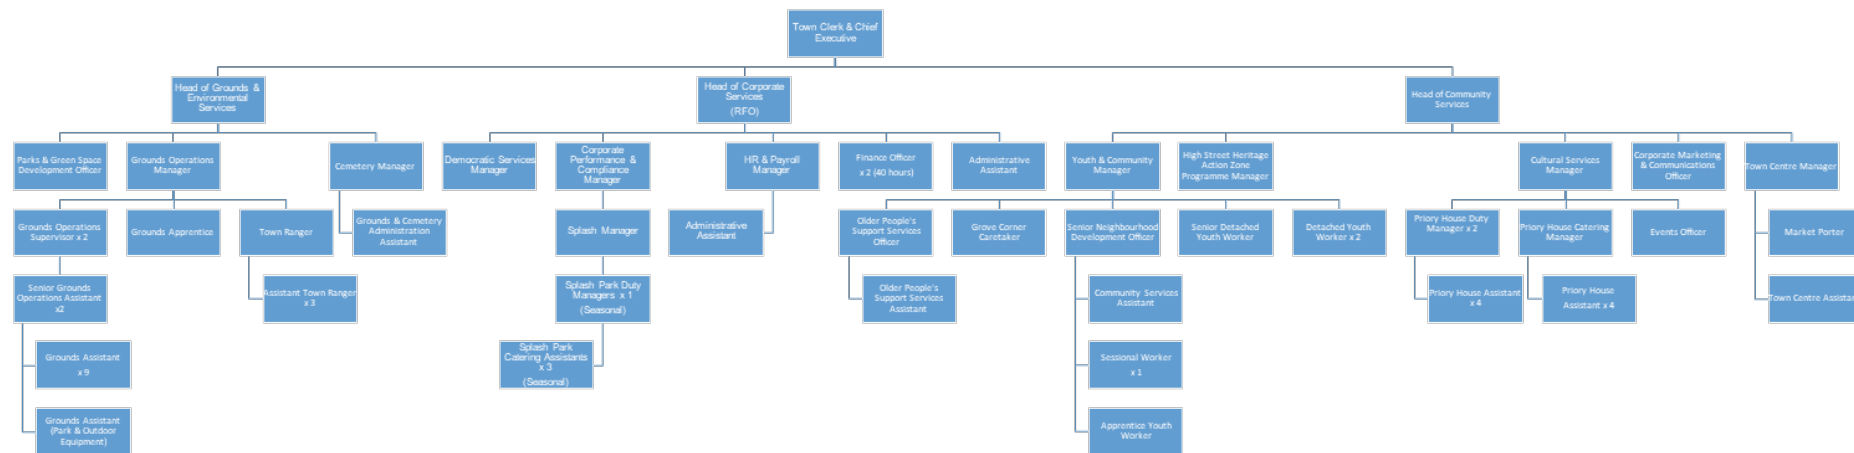 Town Clerk & Chief
Executive
Head of Grounds &
Environmental
Services
Head of Corporate
Services
(RFO)
Head of Community
Services
Parks & Green Space
Development Officer
Grounds Operations
Manager
Cemetery Manager
Democratic Services
Manager
Corporate
Performance &
Compliance
Manager
HR & Payroll
Manager
Finance Officer
x 2 (40 hours)
Administrative
Assistant
Youth & Community
Manager
High Street Heritage
Action Zone
Programme Manager
Cultural Services
Manager
Corporate Marketing
& Communications
Officer
Town Centre Manager
Grounds Operations
Supervisor x 2
Grounds Apprentice
Town Ranger
Grounds & Cemetery
Administration
Assistant
Splash Manager
Administrative
Assistant
Older People's
Support Services
Officer
Grove Corner
Caretaker
Senior Neighbourhood
Development Officer
Senior Detached
Youth Worker
Detached Youth
Worker x 2
Priory House Duty
Manager x 2
Priory House Catering
Manager
Events Officer
Market Porter
Senior Grounds
Operations Assistant
x2
Assistant Town Ranger
x 3
Splash Park Duty
Managers x 1
(Seasonal)
Older People's
Support Services
Assistant
Community Services
Assistant
Priory House Assistant
x 4
Priory House
Assistant x 4
Town Centre Assistant
Grounds Assistant
x 9
Splash Park
Catering Assistants
x 3
(Seasonal)
Sessional Worker
x 1
Grounds Assistant
(Park & Outdoor
Equipment)
Apprentice Youth
Worker